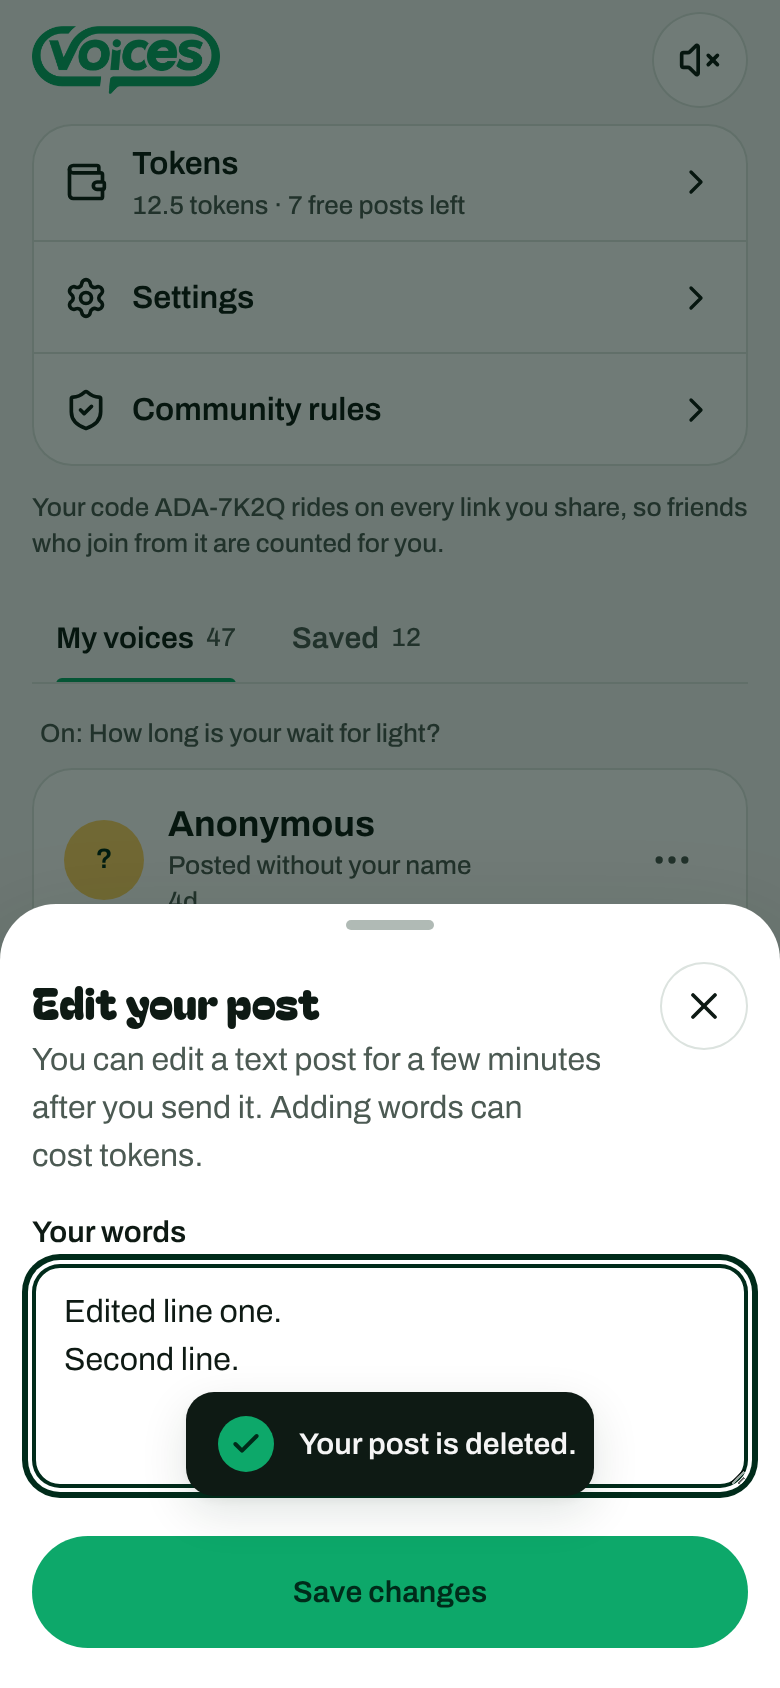 Voices
Tokens
12.5 tokens · 7 free posts left
Settings
Community rules
Your code ADA-7K2Q rides on every link you share, so friends
who join from it are counted for you.
My voices 47 Saved 12
On: How long is your wait for light?
?
Anonymous
Posted without your name
4d
Edit your post
You can edit a text post for a few minutes
after you send it. Adding words can
cost tokens.
Your words
Edited line one.
Second line.
Your post is deleted.
Save changes